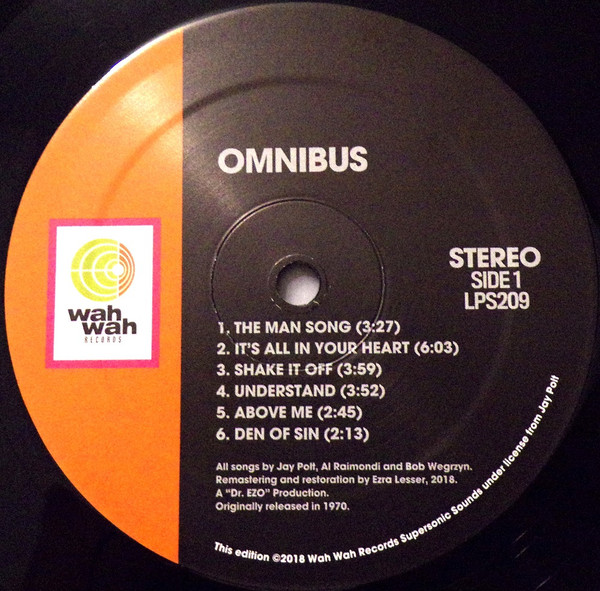 OMNIBUS
wah
wah
RECORDS
STEREO
SIDE 1
LPS209
1. THE MAN SONG (3:27)
2. IT'S ALL IN YOUR HEART (6:03)
3. SHAKE IT OFF (3:59)
4. UNDERSTAND (3:52)
5. ABOVE ME (2:45)
6. DEN OF SIN (2:13)
All songs by Jay Polt, Al Raimondi and Bob Wegrzyn.
Remastering and restoration by Ezra Lesser, 2018.
A "Dr. EZO" Production.
Originally released in 1970.
This edition ©2018 Wah Wah Records Supersonic Sounds under license from Jay Polt